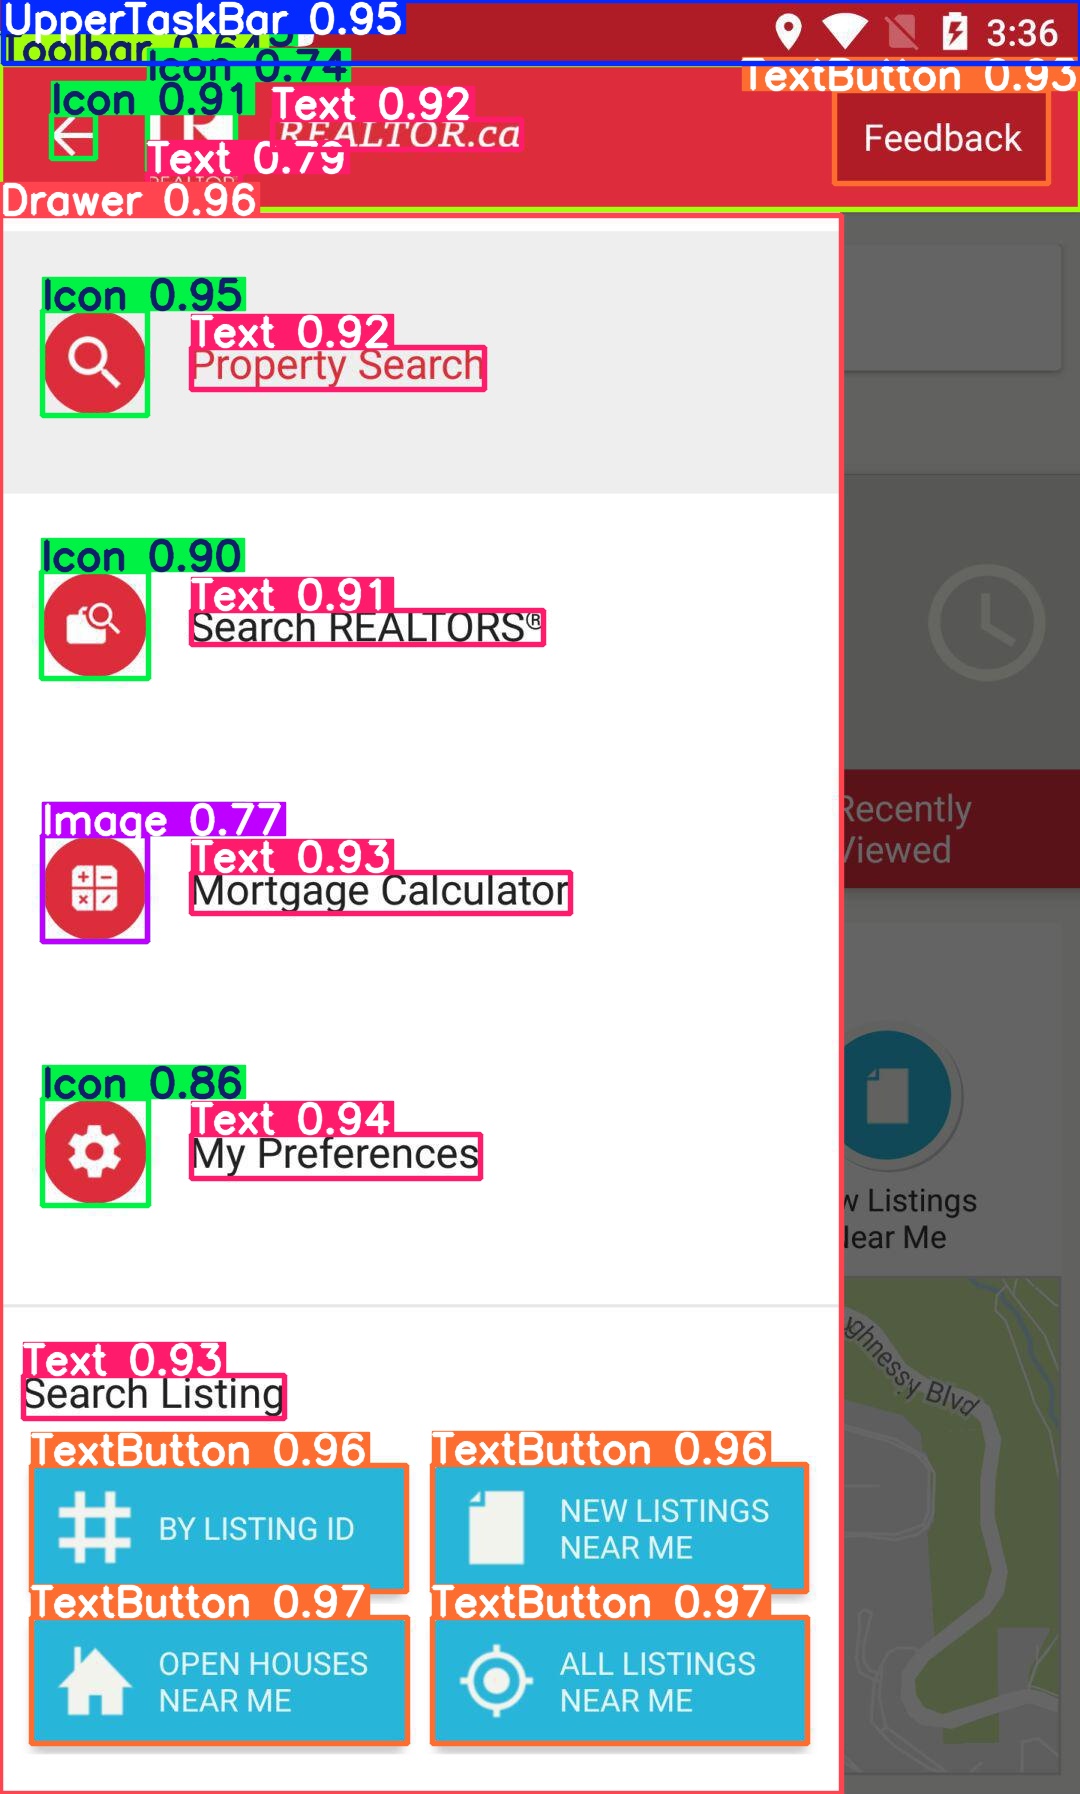 UpperTaskBar 0.95
3:36
Toolbar 0.64
Icon 0.74
TextButton 0.93
Icon 0.91
Text 0.92
REALTOR.ca
Feedback
Text 0.79
REALTOR
Drawer 0.96
Icon 0.95
Text 0.92
Property Search
Icon 0.90
Text 0.91
Search REALTORS®
Recently
Viewed
Image 0.77
Text 0.93
Mortgage Calculator
Icon 0.86
Text 0.94
My Preferences
w Listings
Near Me
Text 0.93
Search Listing
ghnessy Blvd
TextButton 0.96
TextButton 0.96
BY LISTING ID
NEW LISTINGS
NEAR ME
TextButton 0.97
TextButton 0.97
OPEN HOUSES
NEAR ME
ALL LISTINGS
NEAR ME